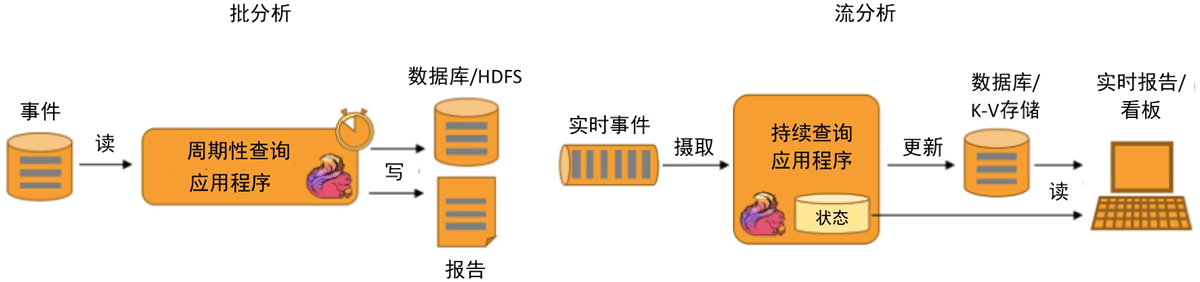 批分析
事件
读
周期性查询
应用程序
数据库/HDFS
写
报告
流分析
实时事件
摄取
持续查询
应用程序
状态
更新
数据库/
K-V存储
读
实时报告/
看板